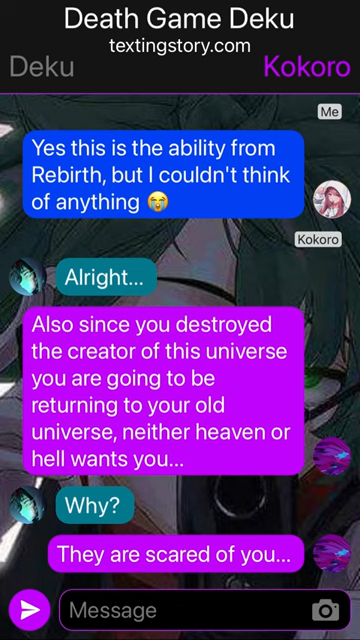 Death Game Deku
textingstory.com
Deku Kokoro
Me
Yes this is the ability from
Rebirth, but I couldn't think
of anything 😭
Kokoro
Alright...
Also since you destroyed
the creator of this universe
you are going to be
returning to your old
universe, neither heaven or
hell wants you...
Why?
They are scared of you...
Message